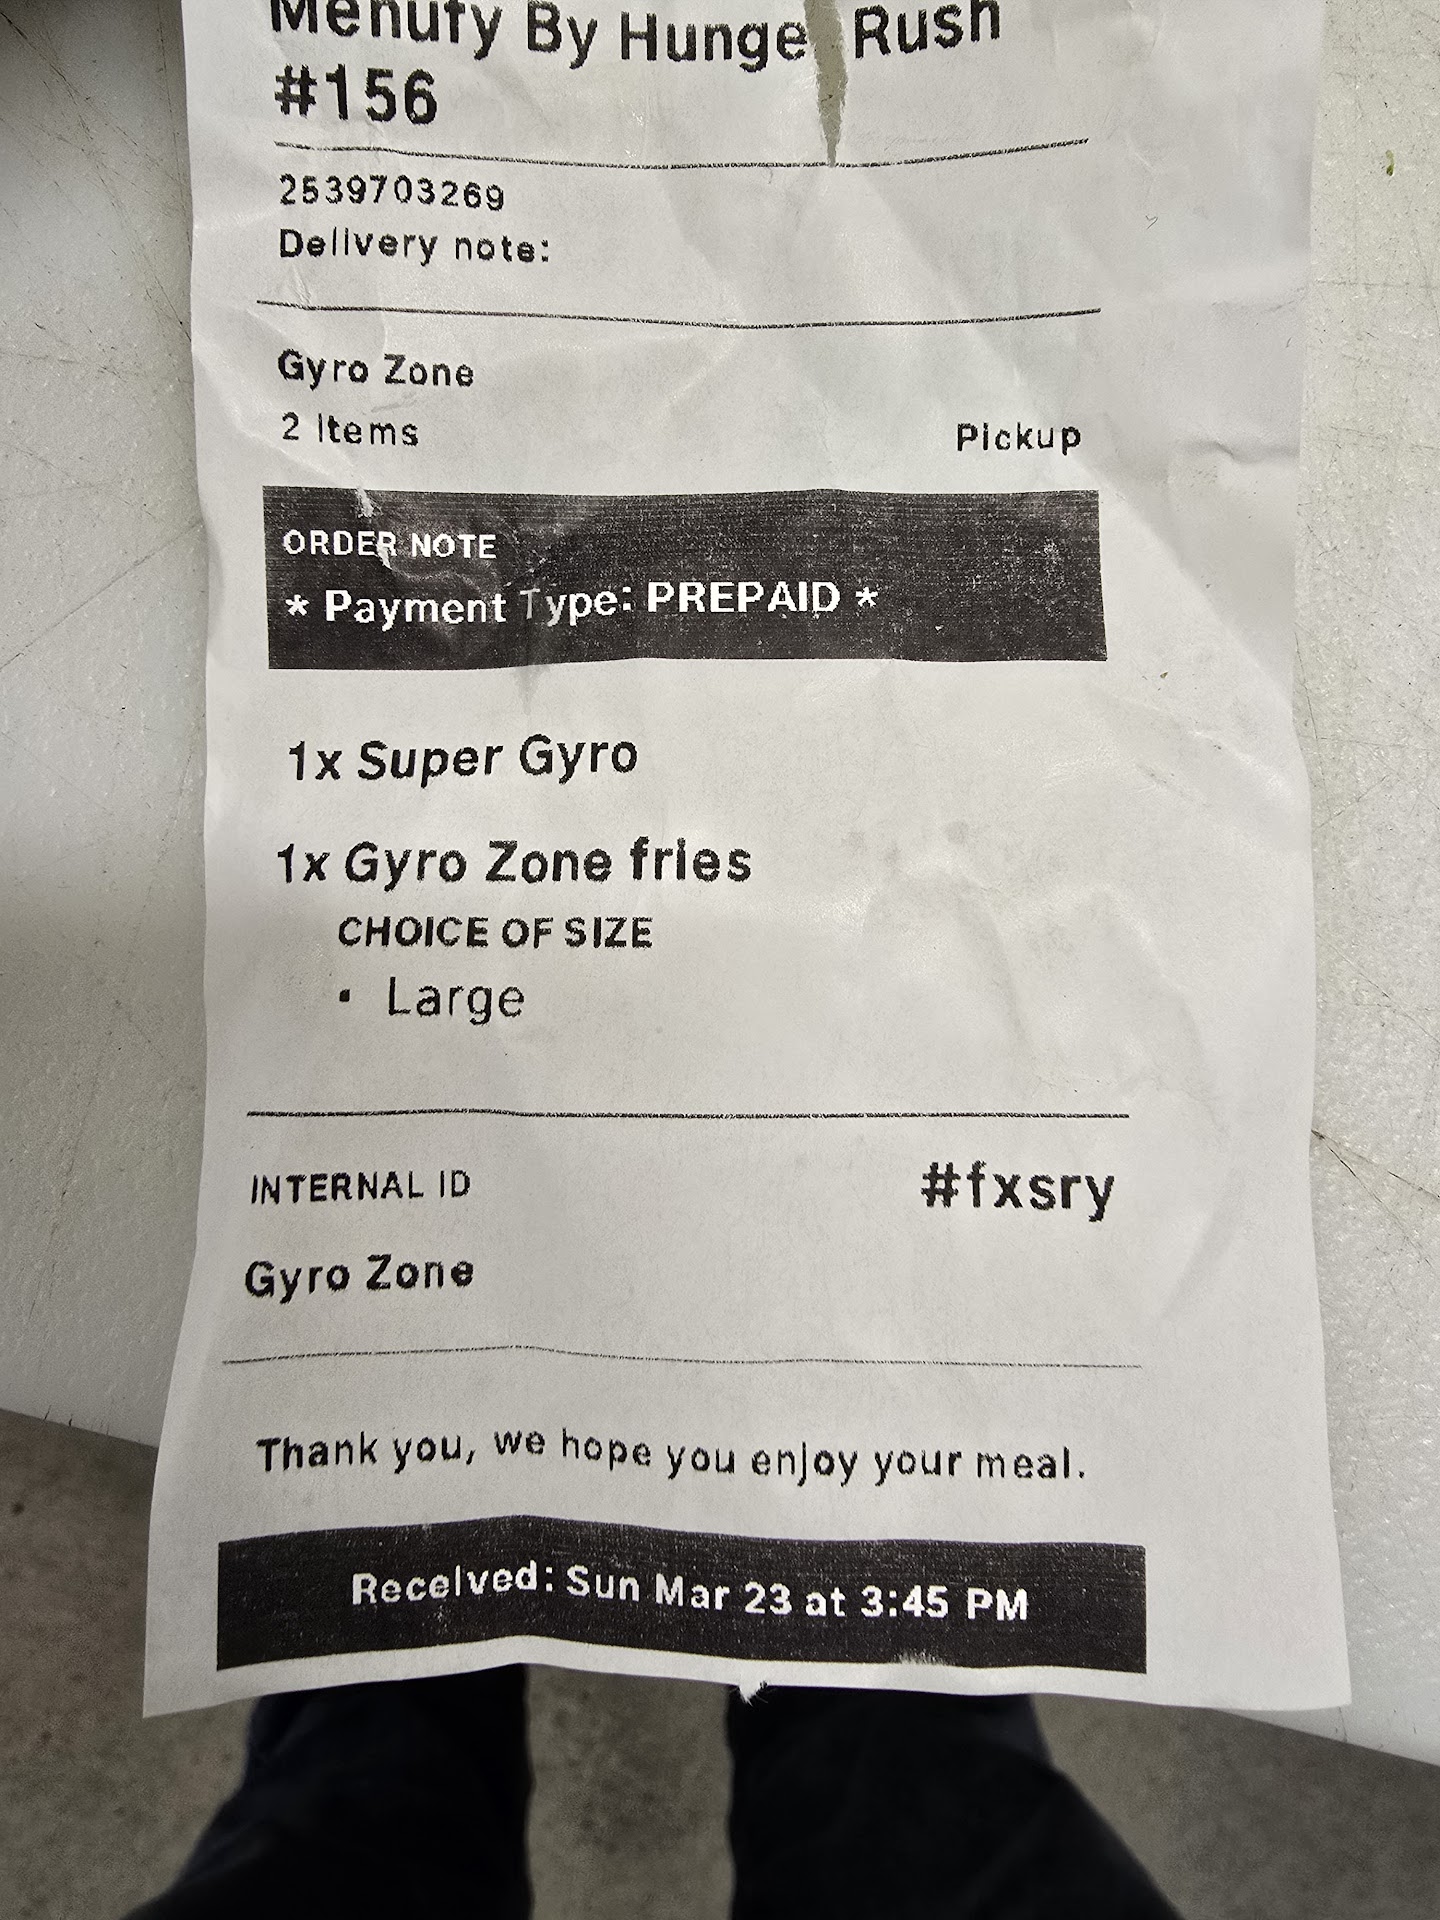 Menufy By Hunger Rush
#156
2539703269
Delivery note:
Gyro Zone
2 Items
Pickup
ORDER NOTE
* Payment Type: PREPAID *
1x Super Gyro
1x Gyro Zone fries
CHOICE OF SIZE
• Large
INTERNAL ID
#fxsry
Gyro Zone
Thank you, we hope you enjoy your meal.
Received: Sun Mar 23 at 3:45 PM